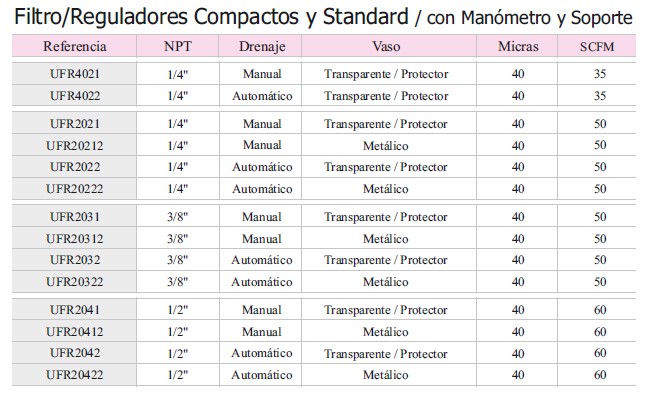 Filtro/Reguladores Compactos y Standard / con Manómetro y Soporte
Referencia NPT Drenaje Vaso Micras SCFM
UFR4021 1/4" Manual Transparente / Protector 40 35
UFR4022 1/4" Automático Transparente / Protector 40 35
UFR2021 1/4" Manual Transparente / Protector 40 50
UFR20212 1/4" Manual Metálico 40 50
UFR2022 1/4" Automático Transparente / Protector 40 50
UFR20222 1/4" Automático Metálico 40 50
UFR2031 3/8" Manual Transparente / Protector 40 50
UFR20312 3/8" Manual Metálico 40 50
UFR2032 3/8" Automático Transparente / Protector 40 50
UFR20322 3/8" Automático Metálico 40 50
UFR2041 1/2" Manual Transparente / Protector 40 60
UFR20412 1/2" Manual Metálico 40 60
UFR2042 1/2" Automático Transparente / Protector 40 60
UFR20422 1/2" Automático Metálico 40 60